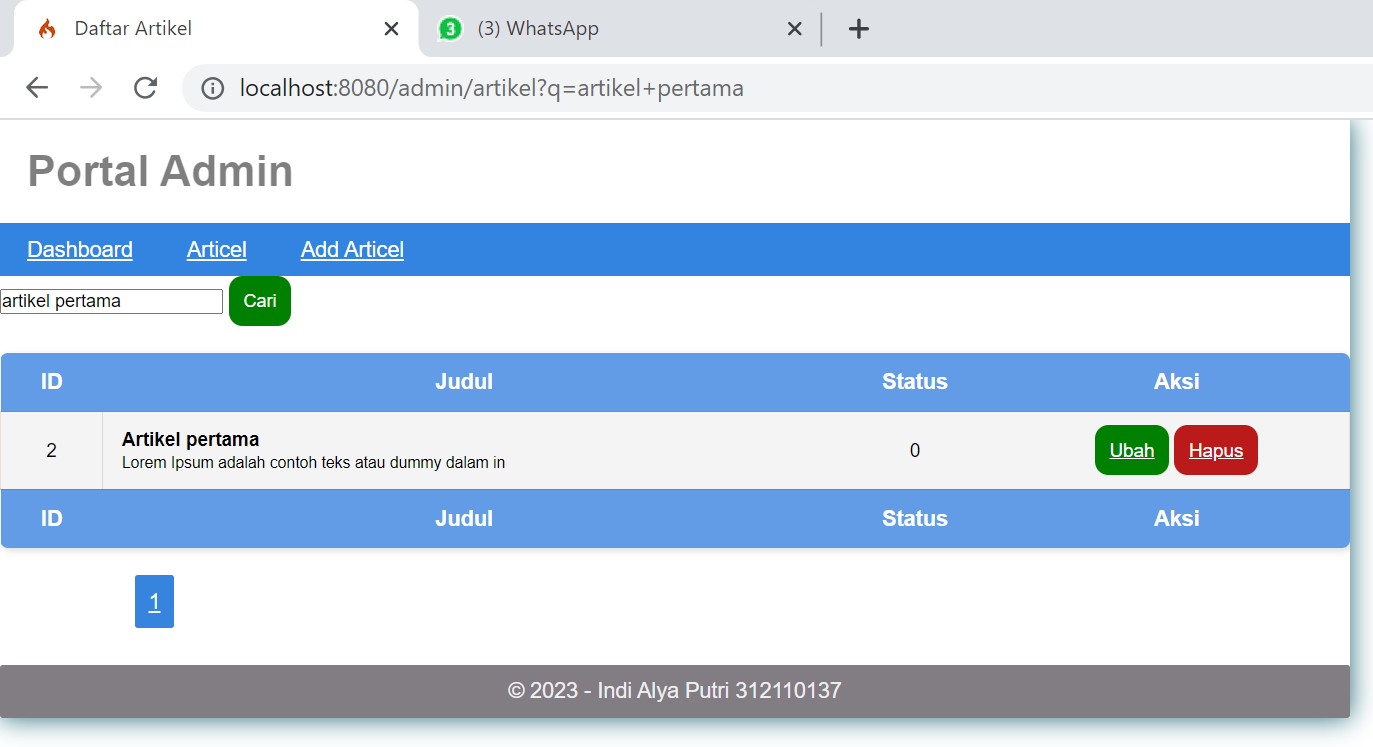 Daftar Artikel
3 (3) WhatsApp
localhost:8080/admin/artikel?q=artikel+pertama
Portal Admin
Dashboard Articel Add Articel
artikel pertama Cari
ID Judul Status Aksi
2 Artikel pertama 0 Ubah Hapus
Lorem Ipsum adalah contoh teks atau dummy dalam in
ID Judul Status Aksi
1
© 2023 - Indi Alya Putri 312110137